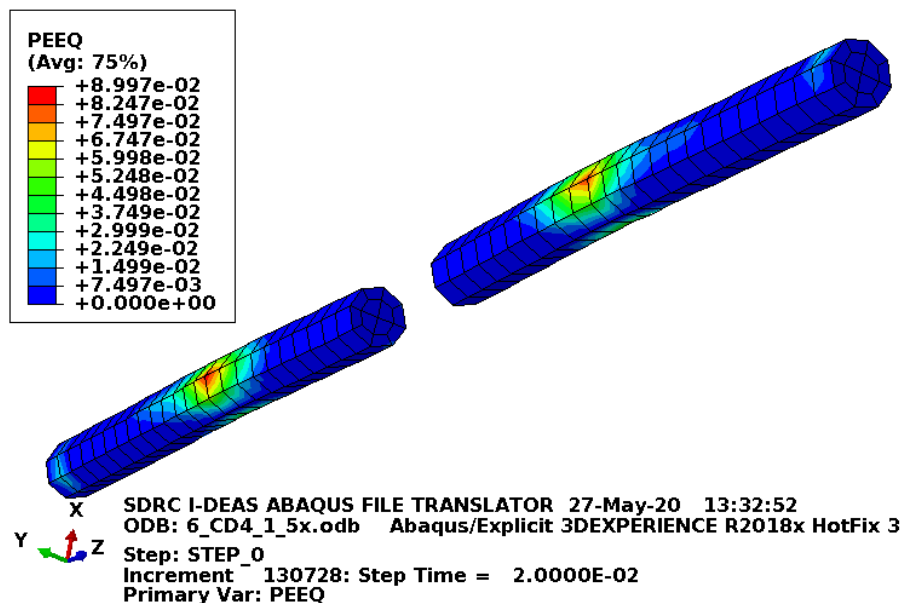 PEEQ
(Avg: 75%)
+8.997e-02
+8.247e-02
+7.497e-02
+6.747e-02
+5.998e-02
+5.248e-02
+4.498e-02
+3.749e-02
+2.999e-02
+2.249e-02
+1.499e-02
+7.497e-03
+0.000e+00
X
Y
Z
SDRC I-DEAS ABAQUS FILE TRANSLATOR 27-May-20 13:32:52
ODB: 6_CD4_1_5x.odb Abaqus/Explicit 3DEXPERIENCE R2018x HotFix 3
Step: STEP_0
Increment 130728: Step Time = 2.0000E-02
Primary Var: PEEQ